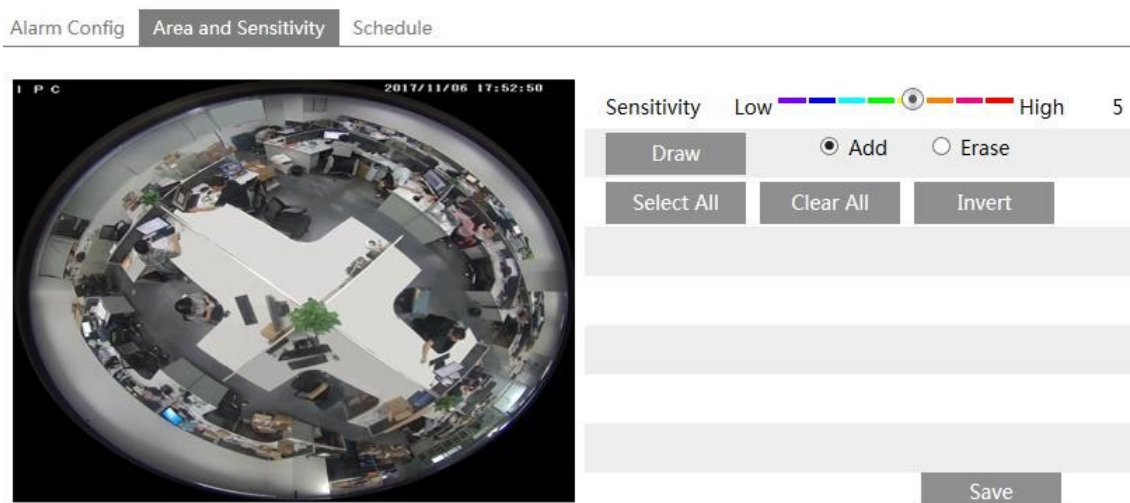 Alarm Config Area and Sensitivity Schedule
I P C 2017/11/06 17:52:50
Sensitivity Low High 5
Draw Add Erase
Select All Clear All Invert
Save